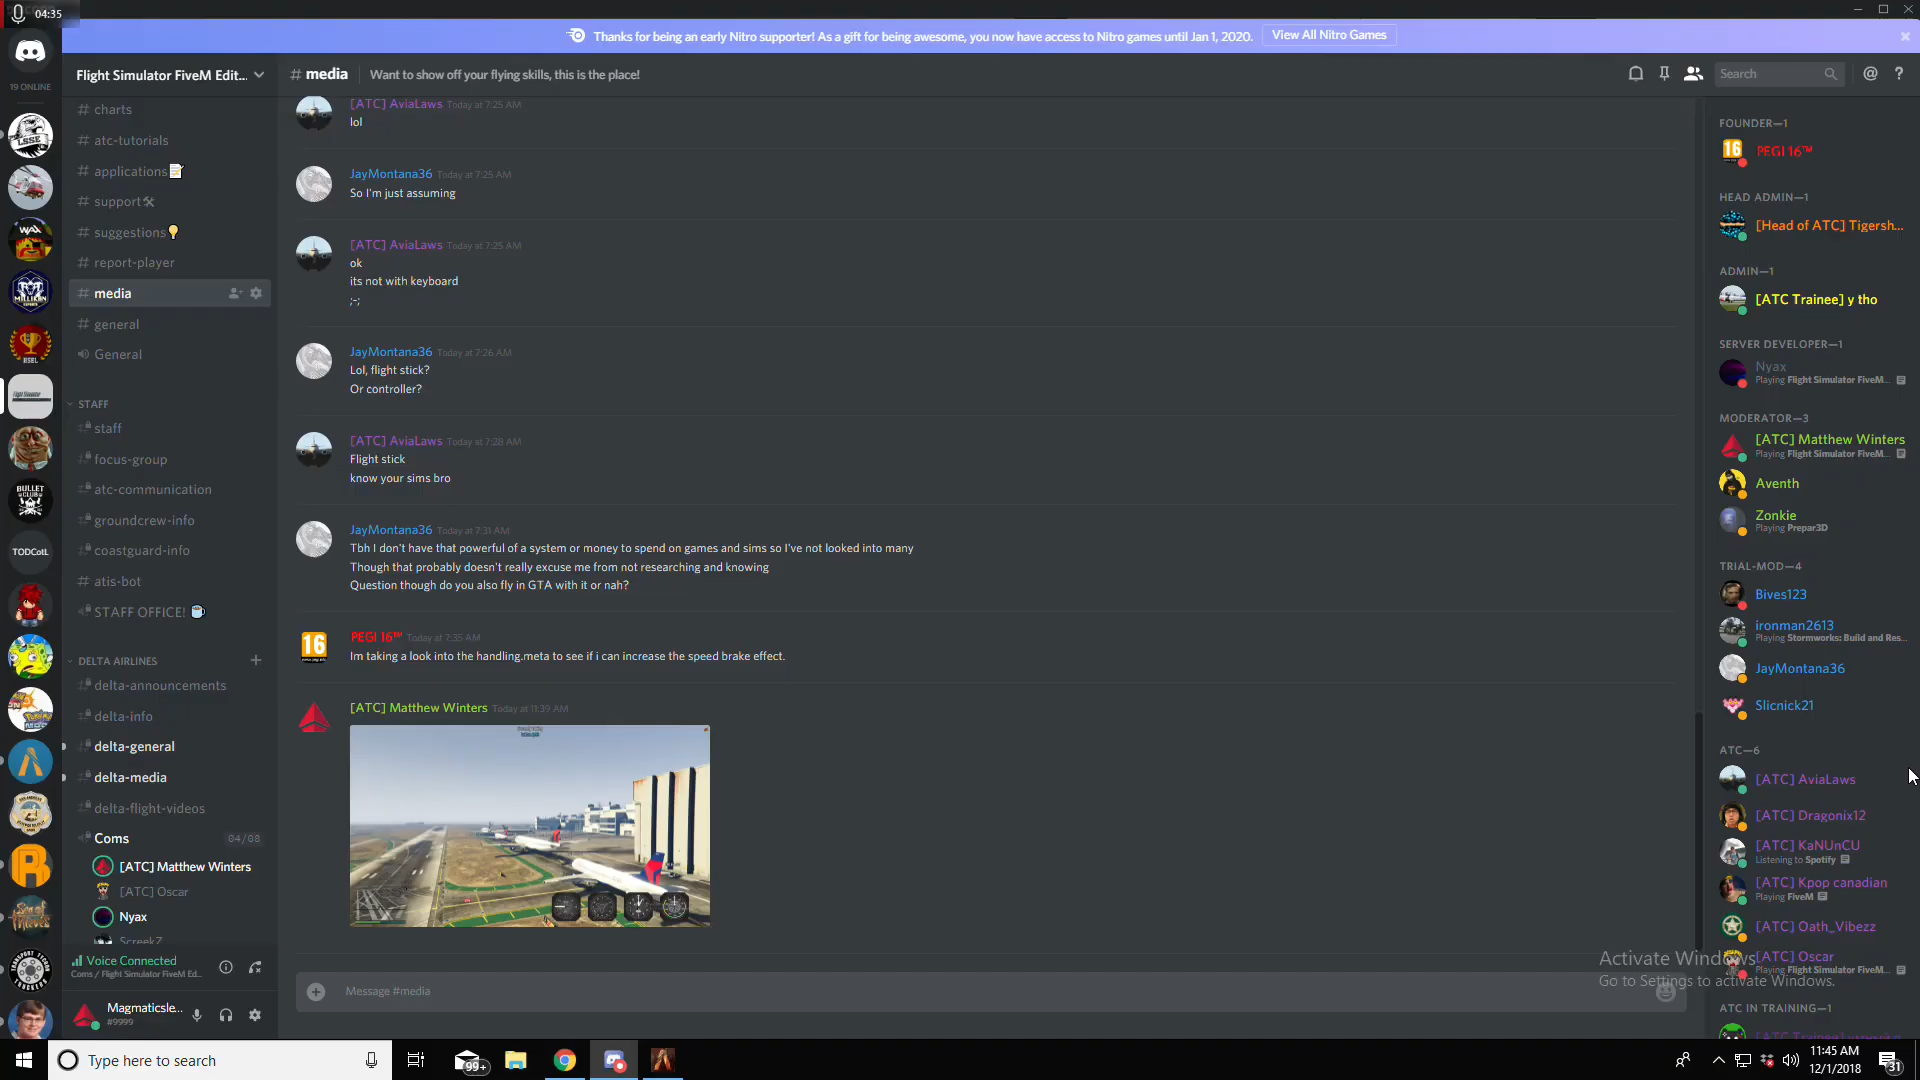 04:35
Thanks for being an early Nitro supporter! As a gift for being awesome, you now have access to Nitro games until Jan 1, 2020.
View All Nitro Games
19 ONLINE
LSSE
WAX
MILLIKAN
TODCotL
BULLET
CLUB
Flight Simulator FiveM Edit...
# media
Want to show off your flying skills, this is the place!
Search
# charts
# atc-tutorials
# applications
# support
# suggestions
# report-player
# media
# general
General
STAFF
staff
focus-group
atc-communication
groundcrew-info
coastguard-info
# atis-bot
STAFF OFFICE!
DELTA AIRLINES
delta-announcements
delta-info
delta-general
delta-media
delta-flight-videos
Coms
04/08
[ATC] Matthew Winters
[ATC] Oscar
Nyax
ScreekZ
Voice Connected
Coms / Flight Simulator FiveM Ed...
Magmaticsle...
#9999
[ATC] AviaLaws Today at 7:25 AM
lol
JayMontana36 Today at 7:25 AM
So I'm just assuming
[ATC] AviaLaws Today at 7:25 AM
ok
its not with keyboard
;-;
JayMontana36 Today at 7:26 AM
Lol, flight stick?
Or controller?
[ATC] AviaLaws Today at 7:28 AM
Flight stick
know your sims bro
JayMontana36 Today at 7:31 AM
Tbh I don't have that powerful of a system or money to spend on games and sims so I've not looked into many
Though that probably doesn't really excuse me from not researching and knowing
Question though do you also fly in GTA with it or nah?
16
PEGI 16™ Today at 7:35 AM
Im taking a look into the handling.meta to see if i can increase the speed brake effect.
[ATC] Matthew Winters Today at 11:39 AM
Message #media
FOUNDER—1
16
PEGI 16™
HEAD ADMIN—1
[Head of ATC] Tigersh...
ADMIN—1
[ATC Trainee] y tho
SERVER DEVELOPER—1
Nyax
Playing Flight Simulator FiveM...
MODERATOR—3
[ATC] Matthew Winters
Playing Flight Simulator FiveM...
Aventh
Zonkie
Playing Prepar3D
TRIAL-MOD—4
Bives123
ironman2613
Playing Stormworks: Build and Res...
JayMontana36
Slicnick21
ATC—6
[ATC] AviaLaws
[ATC] Dragonix12
[ATC] KaNUnCU
Listening to Spotify
[ATC] Kpop canadian
Playing FiveM
[ATC] Oath_Vibezz
[ATC] Oscar
Playing Flight Simulator FiveM...
ATC IN TRAINING—1
Activate Windows
Go to Settings to activate Windows.
Type here to search
99+
11:45 AM
12/1/2018
31